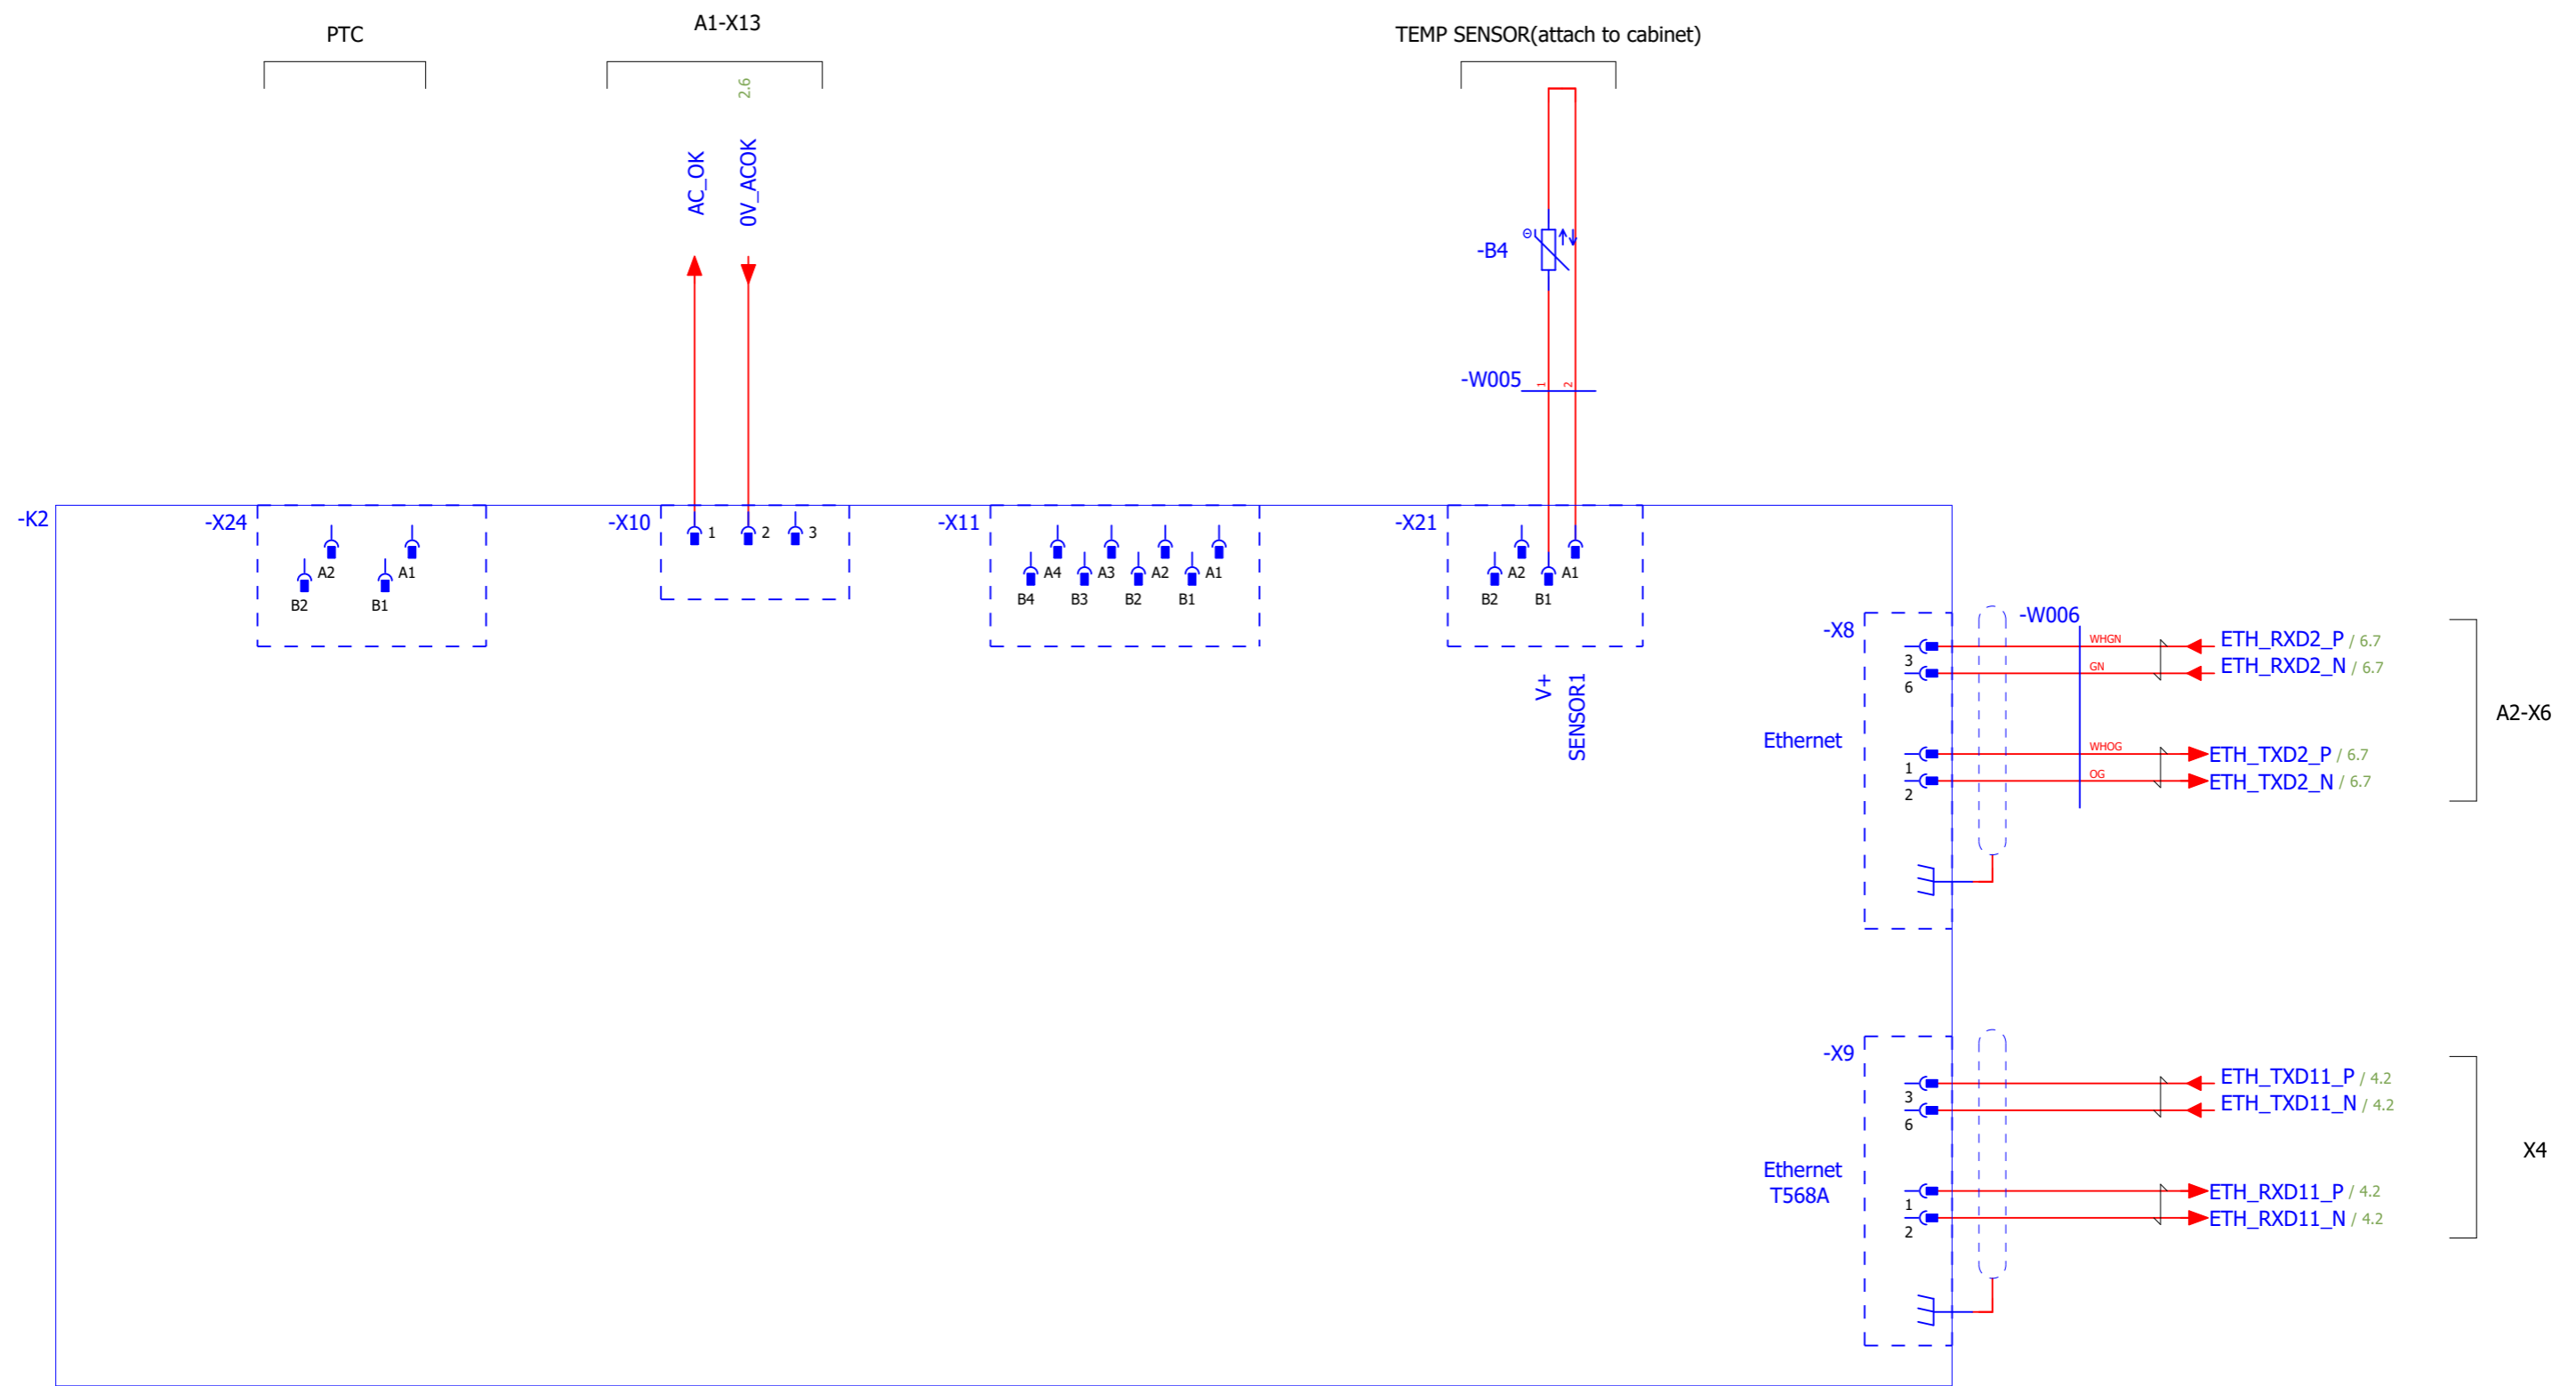 PTC
A1-X13
TEMP SENSOR(attach to cabinet)
2.6
AC_OK
0V_ACOK
-B4
Θ
-W005
1
2
-K2
-X24
A2
A1
B2
B1
-X10
1
2
3
-X11
A4
A3
A2
A1
B4
B3
B2
B1
-X21
A2
A1
B2
B1
V+
SENSOR1
-X8
3
6
Ethernet
1
2
-W006
WHGN
GN
WHOG
OG
ETH_RXD2_P / 6.7
ETH_RXD2_N / 6.7
ETH_TXD2_P / 6.7
ETH_TXD2_N / 6.7
A2-X6
-X9
3
6
Ethernet
T568A
1
2
ETH_TXD11_P / 4.2
ETH_TXD11_N / 4.2
ETH_RXD11_P / 4.2
ETH_RXD11_N / 4.2
X4